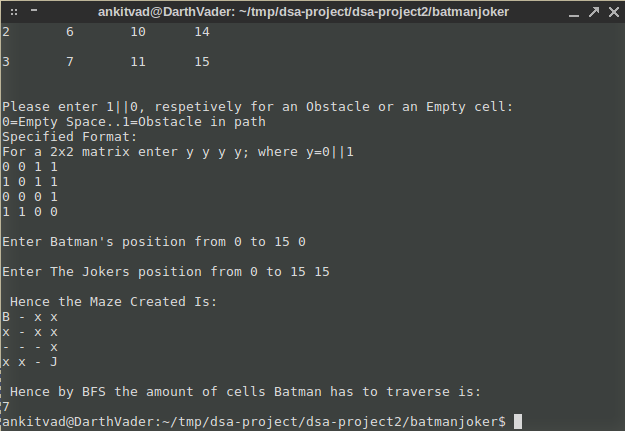 ankitvad@DarthVader: ~/tmp/dsa-project/dsa-project2/batmanjoker
2 6 10 14
3 7 11 15
Please enter 1||0, respetively for an Obstacle or an Empty cell:
0=Empty Space..1=Obstacle in path
Specified Format:
For a 2x2 matrix enter y y y y; where y=0||1
0 0 1 1
1 0 1 1
0 0 0 1
1 1 0 0
Enter Batman's position from 0 to 15 0
Enter The Jokers position from 0 to 15 15
Hence the Maze Created Is:
B - x x
x - x x
- - - x
x x - J
Hence by BFS the amount of cells Batman has to traverse is:
7
ankitvad@DarthVader:~/tmp/dsa-project/dsa-project2/batmanjoker$